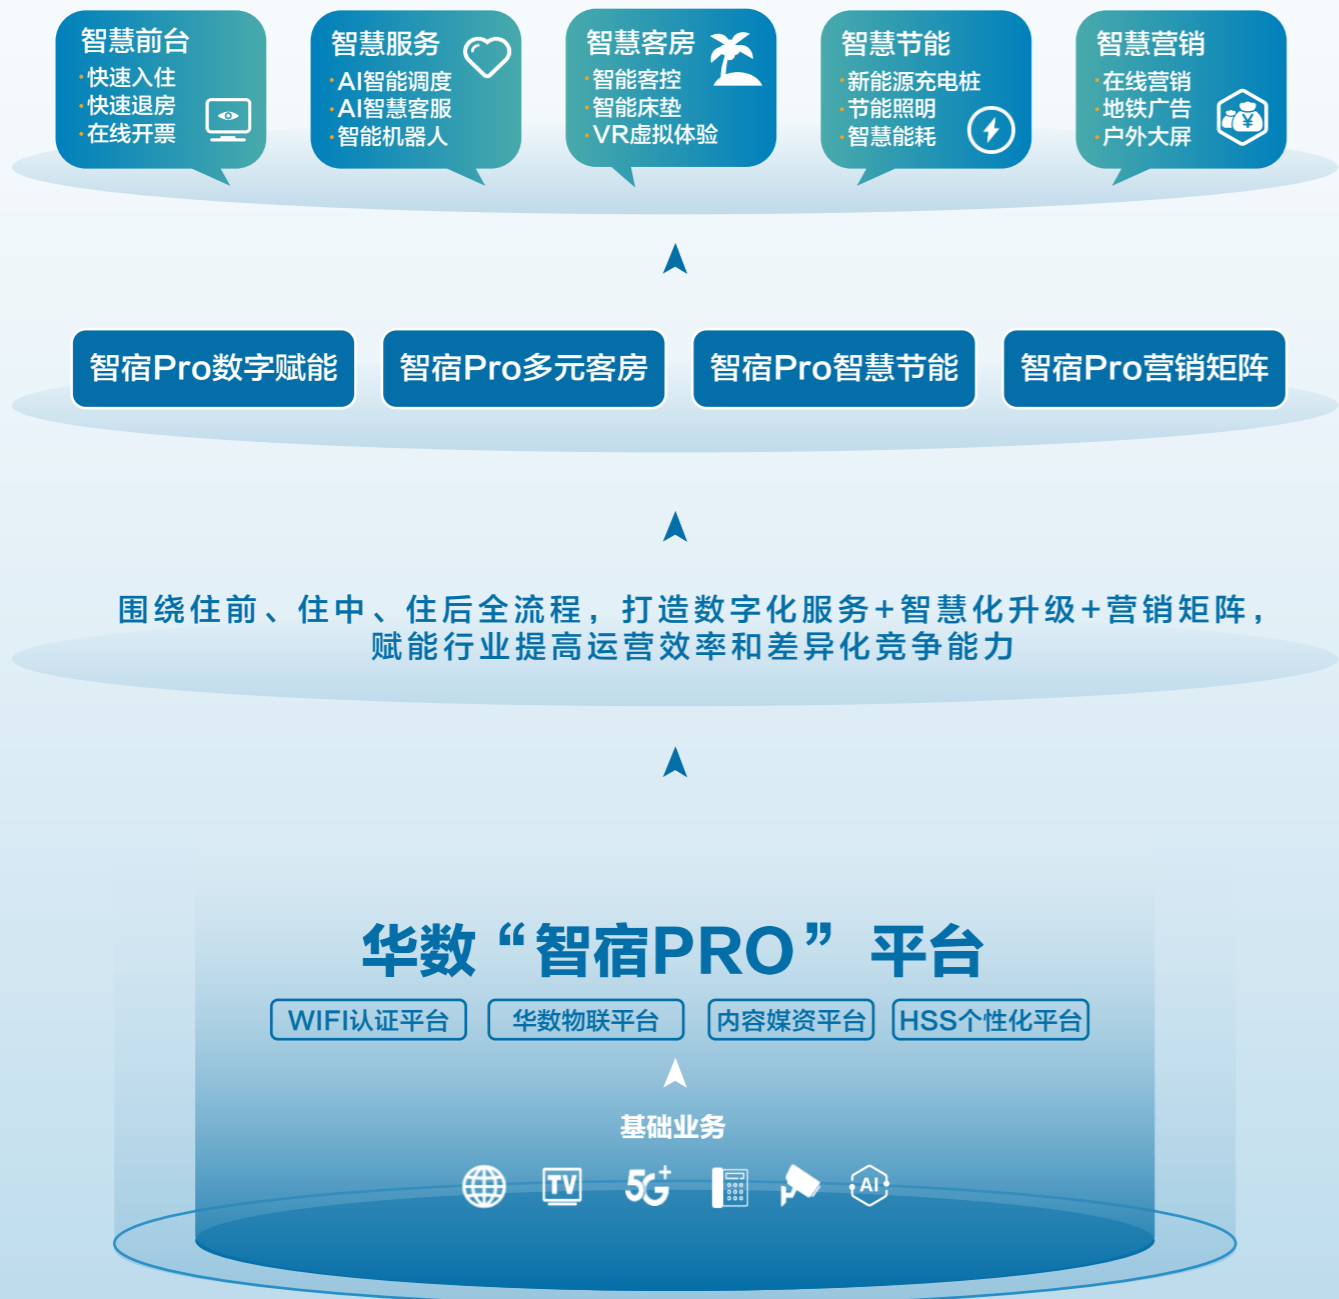 智慧前台
·快速入住
·快速退房
·在线开票
智慧服务
·AI智能调度
·AI智慧客服
·智能机器人
智慧客房
·智能客控
·智能床垫
·VR虚拟体验
智慧节能
·新能源充电桩
·节能照明
·智慧能耗
智慧营销
·在线营销
·地铁广告
·户外大屏
¥
智宿Pro数字赋能
智宿Pro多元客房
智宿Pro智慧节能
智宿Pro营销矩阵
围绕住前、住中、住后全流程，打造数字化服务+智慧化升级+营销矩阵，
赋能行业提高运营效率和差异化竞争能力
华数“智宿PRO”平台
WIFI认证平台
华数物联平台
内容媒资平台
HSS个性化平台
基础业务
TV
5G+
AI